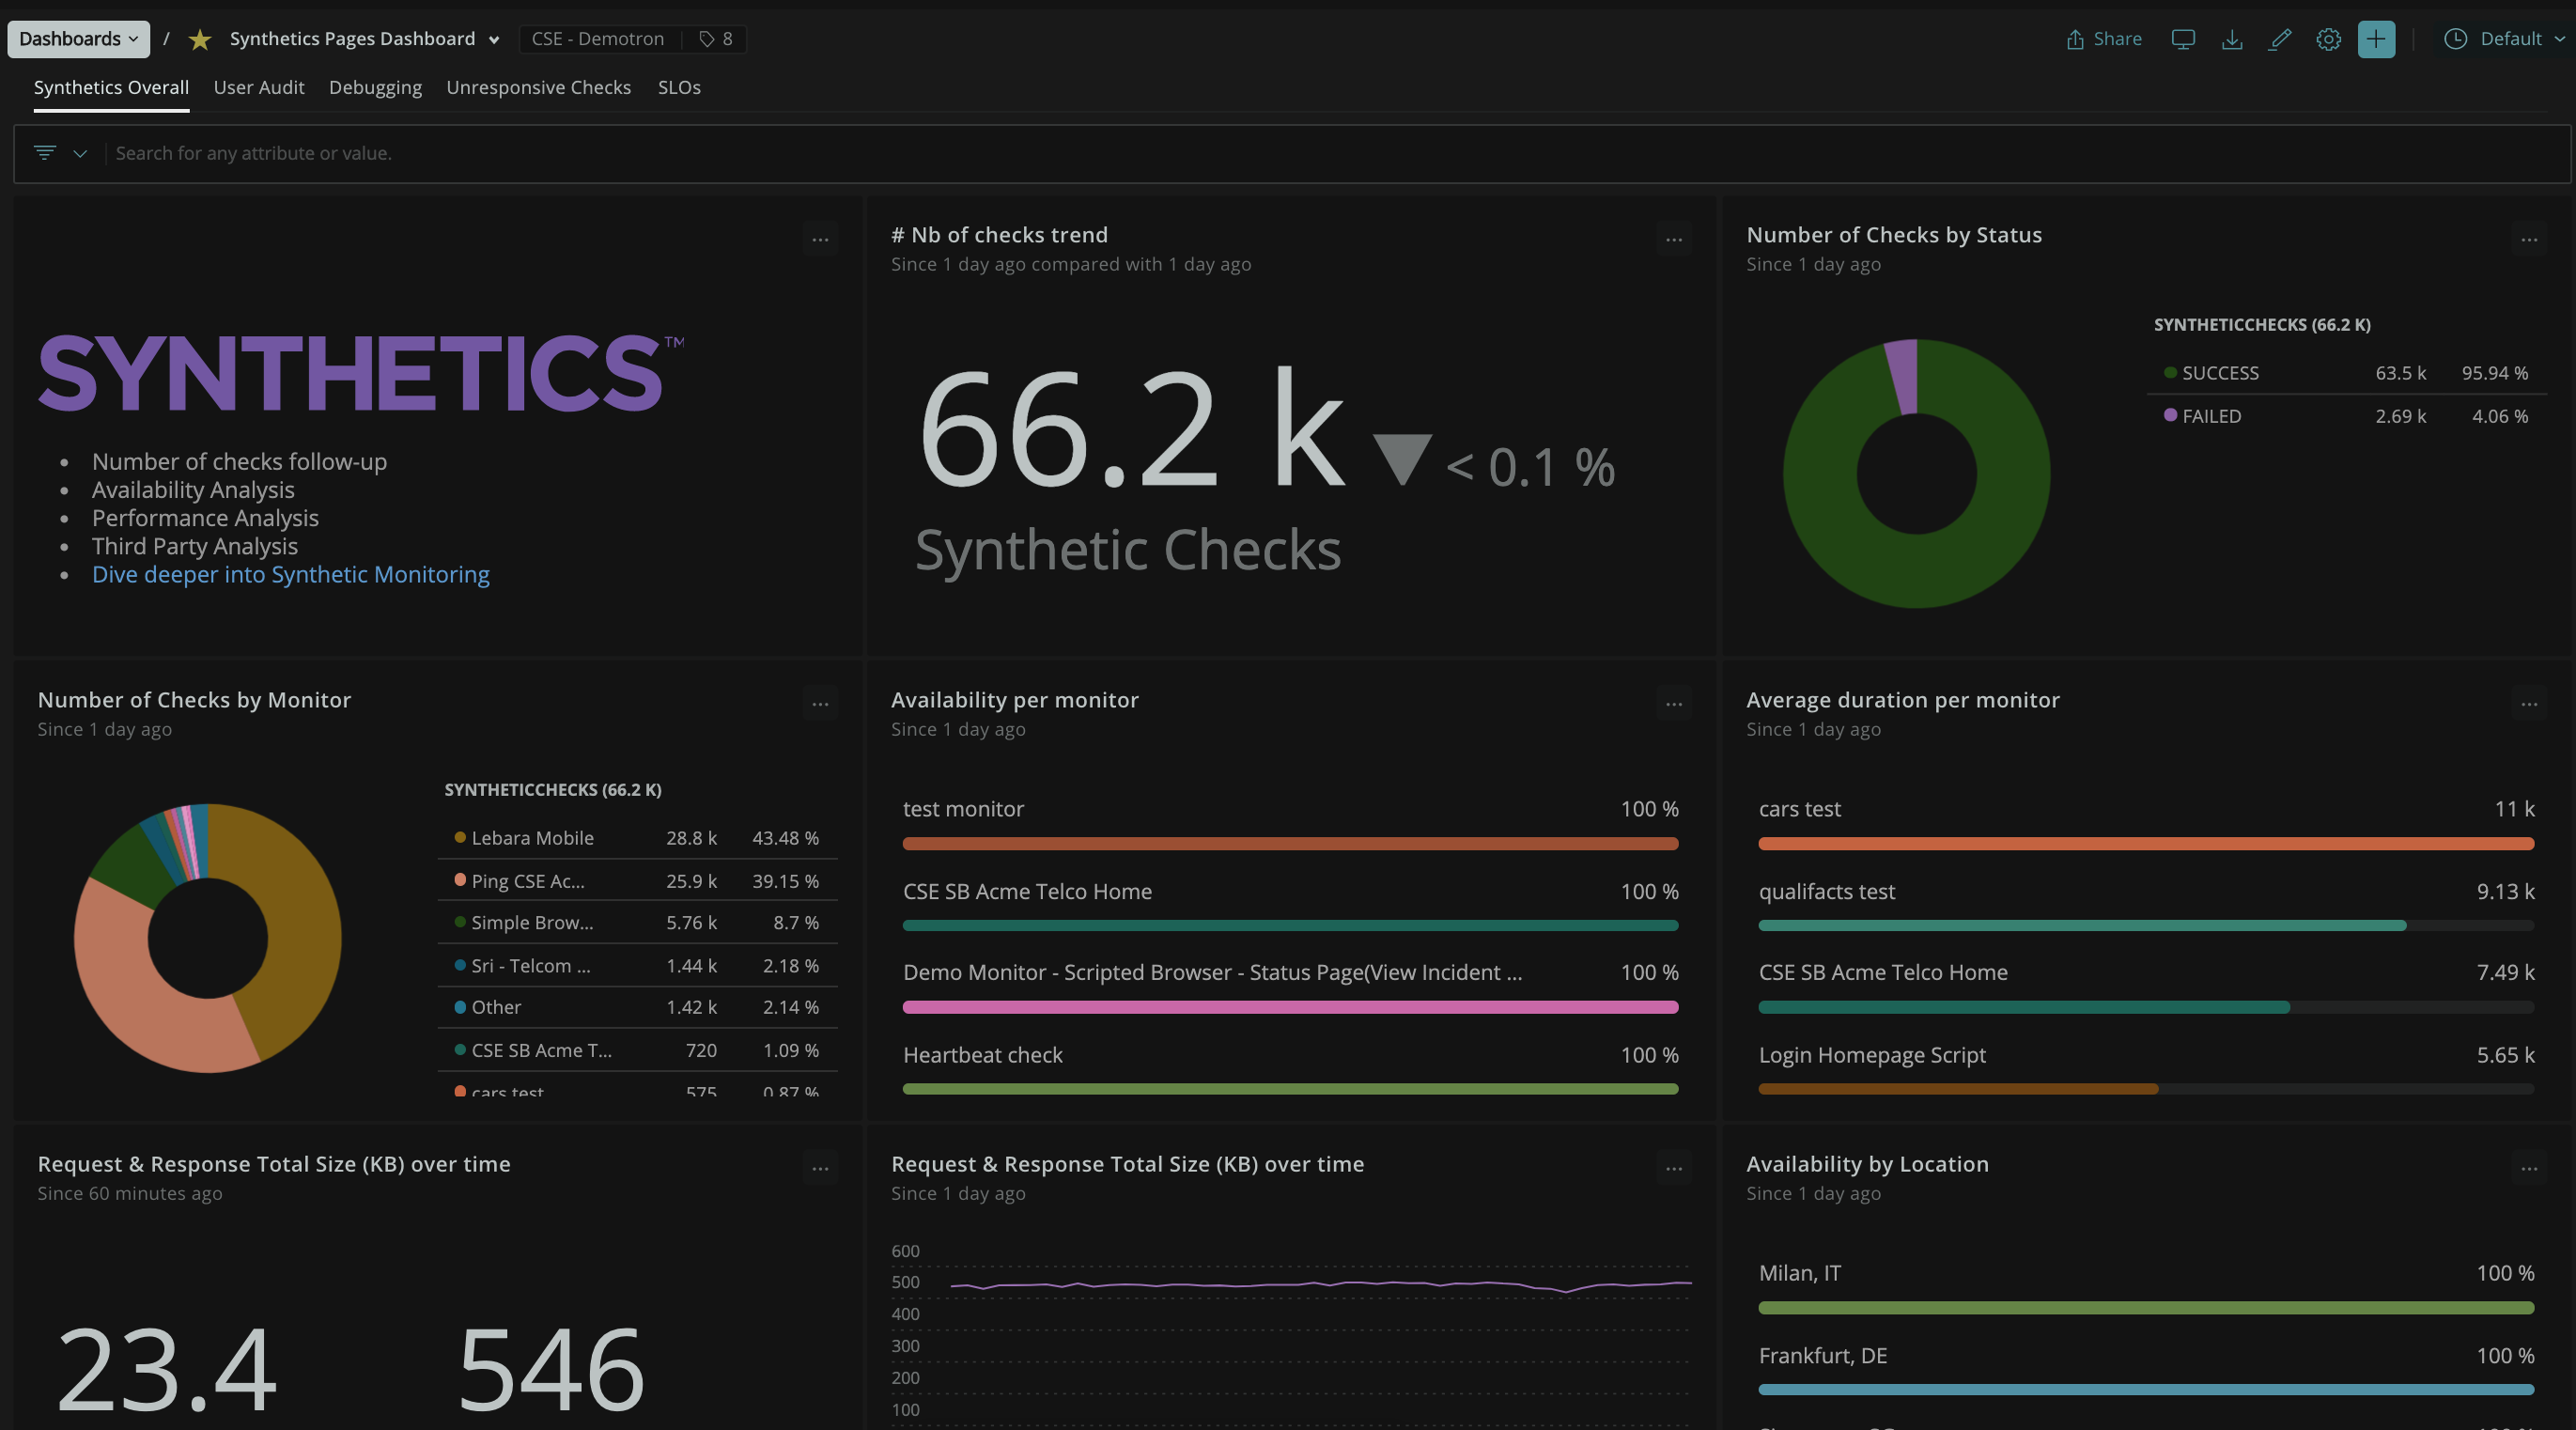 Dashboards / Synthetics Pages Dashboard CSE - Demotron 8 Share Default
Synthetics Overall User Audit Debugging Unresponsive Checks SLOs
Search for any attribute or value.
SYNTHETICS™
• Number of checks follow-up
• Availability Analysis
• Performance Analysis
• Third Party Analysis
• Dive deeper into Synthetic Monitoring
# Nb of checks trend
Since 1 day ago compared with 1 day ago
66.2 k < 0.1 %
Synthetic Checks
Number of Checks by Status
Since 1 day ago
SYNTHETICCHECKS (66.2 K)
SUCCESS 63.5 k 95.94 %
FAILED 2.69 k 4.06 %
Number of Checks by Monitor
Since 1 day ago
SYNTHETICCHECKS (66.2 K)
Lebara Mobile 28.8 k 43.48 %
Ping CSE Ac... 25.9 k 39.15 %
Simple Brow... 5.76 k 8.7 %
Sri - Telcom ... 1.44 k 2.18 %
Other 1.42 k 2.14 %
CSE SB Acme T... 720 1.09 %
cars test 575 0.87 %
Availability per monitor
Since 1 day ago
test monitor 100 %
CSE SB Acme Telco Home 100 %
Demo Monitor - Scripted Browser - Status Page(View Incident ... 100 %
Heartbeat check 100 %
Average duration per monitor
Since 1 day ago
cars test 11 k
qualifacts test 9.13 k
CSE SB Acme Telco Home 7.49 k
Login Homepage Script 5.65 k
Request & Response Total Size (KB) over time
Since 60 minutes ago
23.4 546
Request & Response Total Size (KB) over time
Since 1 day ago
600
500
400
300
200
100
Availability by Location
Since 1 day ago
Milan, IT 100 %
Frankfurt, DE 100 %